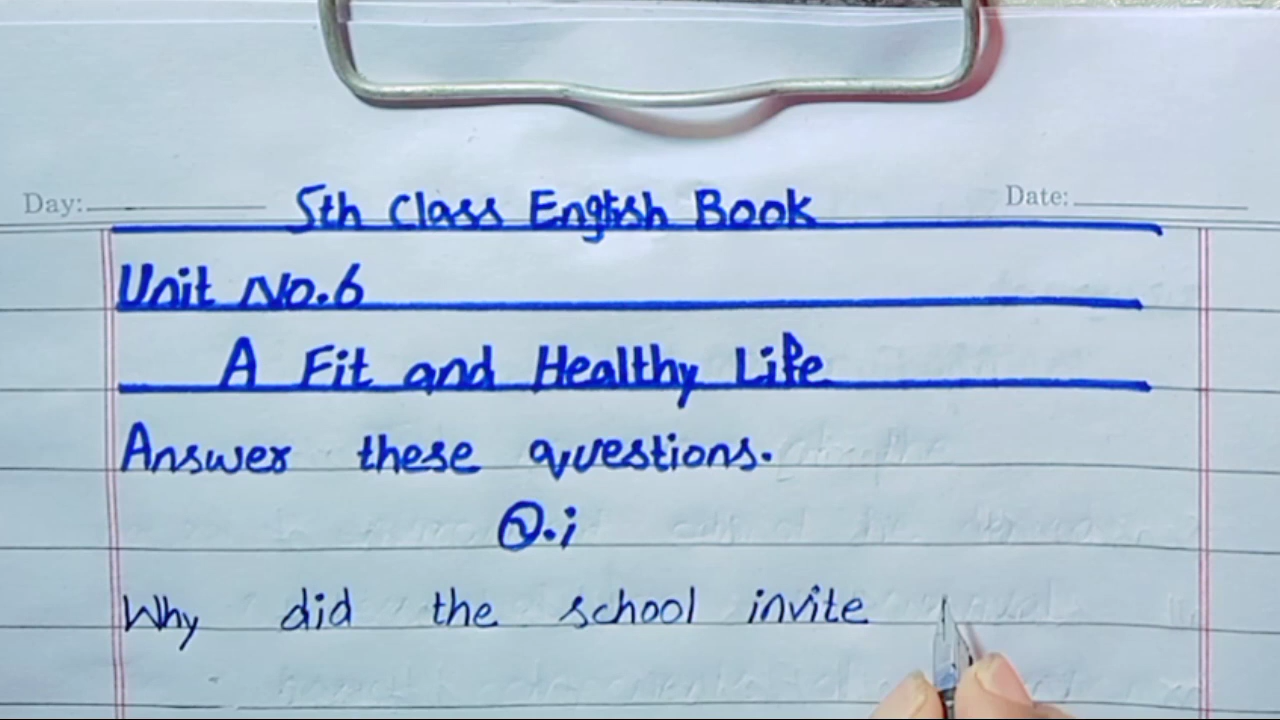 Day: 5th Class English Book Date:
Unit No.6
A Fit and Healthy Life
Answer these questions.
Q.i
Why did the school invite